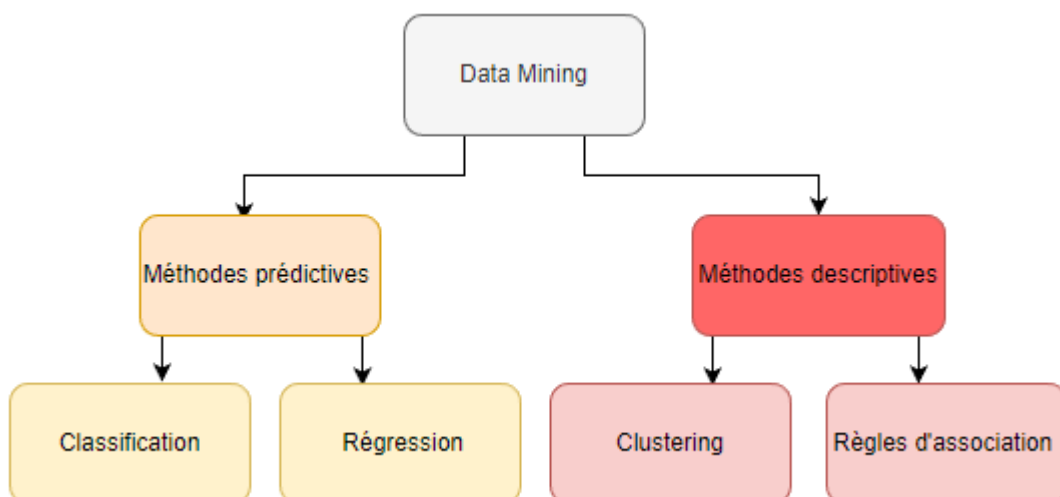 Data Mining
Méthodes prédictives
Méthodes descriptives
Classification
Régression
Clustering
Règles d'association